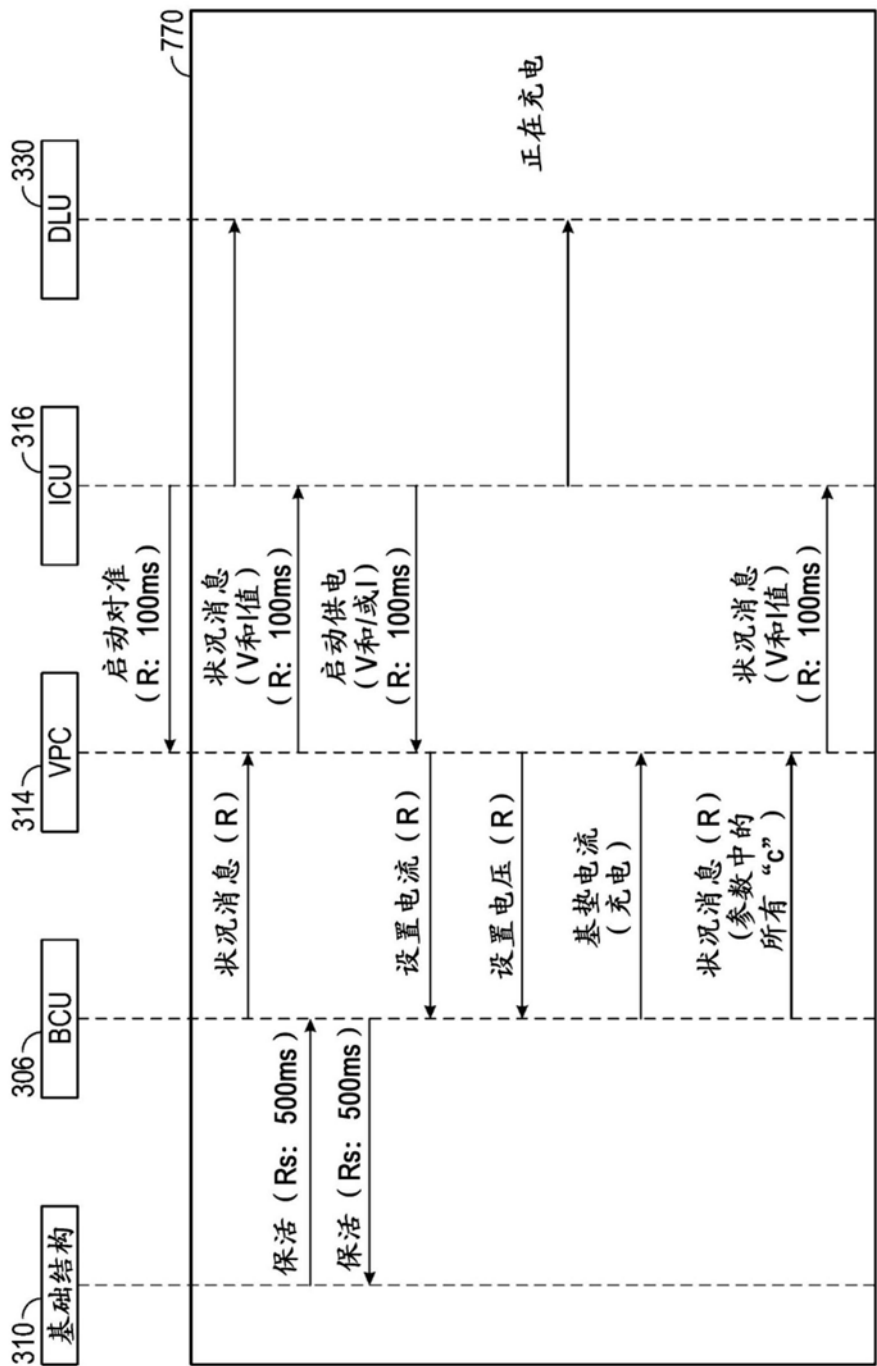 310
基础结构
306
BCU
314
VPC
316
ICU
330
DLU
770
启动对准
(R: 100ms)
状况消息 (R)
状况消息
(V和I值)
(R: 100ms)
保活 (Rs: 500ms)
保活 (Rs: 500ms)
启动供电
(V和/或I)
(R: 100ms)
设置电流 (R)
设置电压 (R)
正在充电
基垫电流
(充电)
状况消息 (R)
(参数中的
所有 “c”)
状况消息
(V和I值)
(R: 100ms)